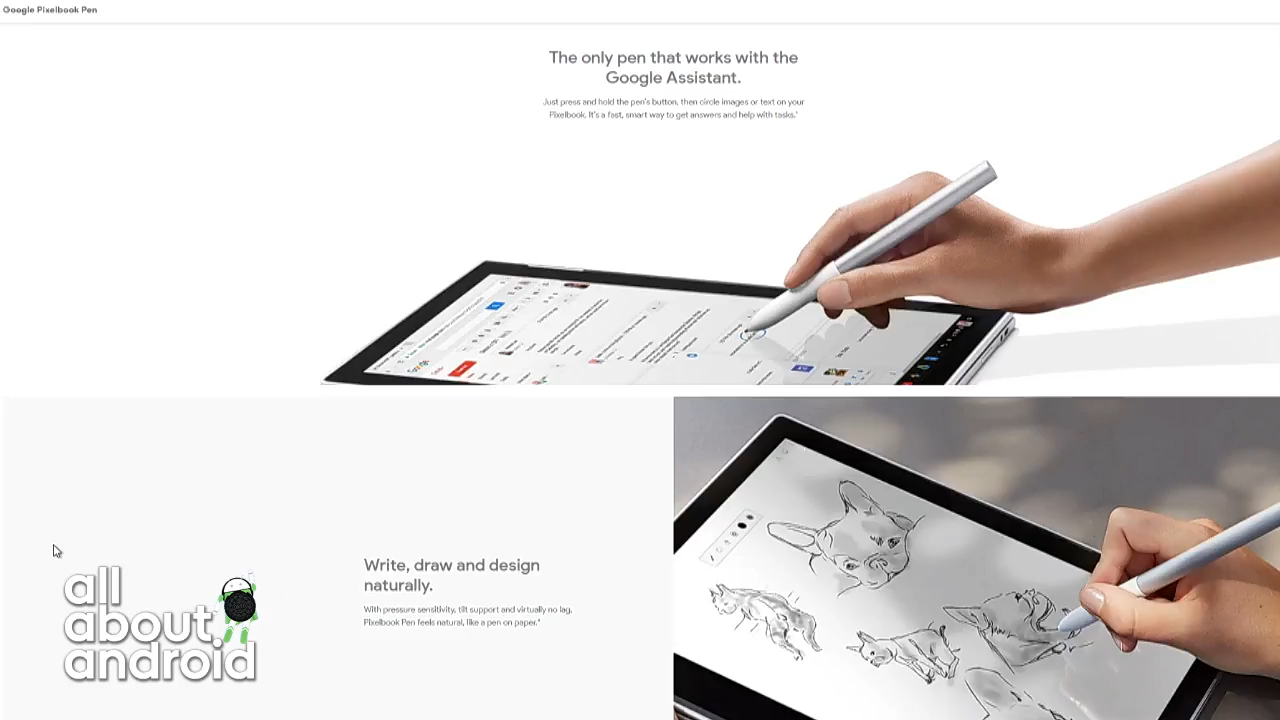 Google Pixelbook Pen
The only pen that works with the
Google Assistant.
Just press and hold the pen's button, then circle images or text on your
Pixelbook. It's a fast, smart way to get answers and help with tasks.*
Write, draw and design
naturally.
With pressure sensitivity, tilt support and virtually no lag,
Pixelbook Pen feels natural, like a pen on paper.*
all
about
android